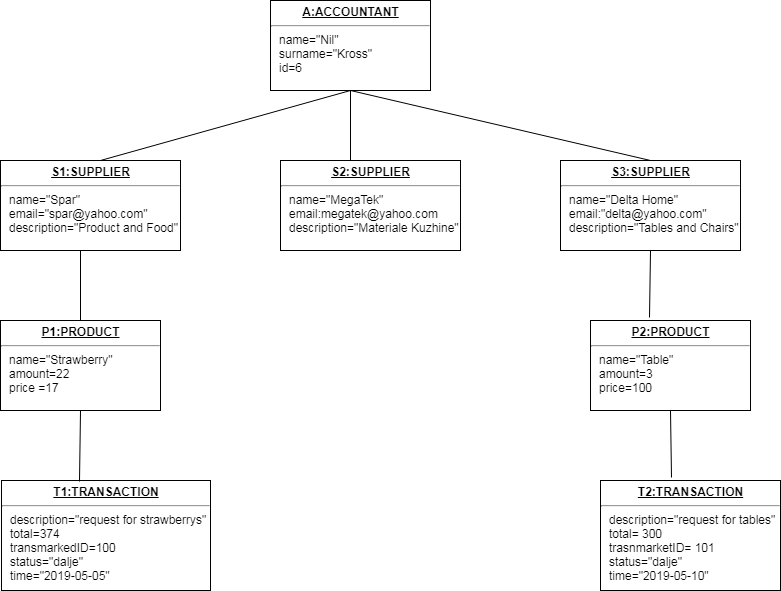 A:ACCOUNTANT
name="Nil"
surname="Kross"
id=6
S1:SUPPLIER
name="Spar"
email="spar@yahoo.com"
description="Product and Food"
S2:SUPPLIER
name="MegaTek"
email:megatek@yahoo.com
description="Materiale Kuzhine"
S3:SUPPLIER
name="Delta Home"
email:"delta@yahoo.com"
description="Tables and Chairs"
P1:PRODUCT
name="Strawberry"
amount=22
price =17
P2:PRODUCT
name="Table"
amount=3
price=100
T1:TRANSACTION
description="request for strawberrys"
total=374
transmarkedID=100
status="dalje"
time="2019-05-05"
T2:TRANSACTION
description="request for tables"
total= 300
trasnmarketID= 101
status="dalje"
time="2019-05-10"